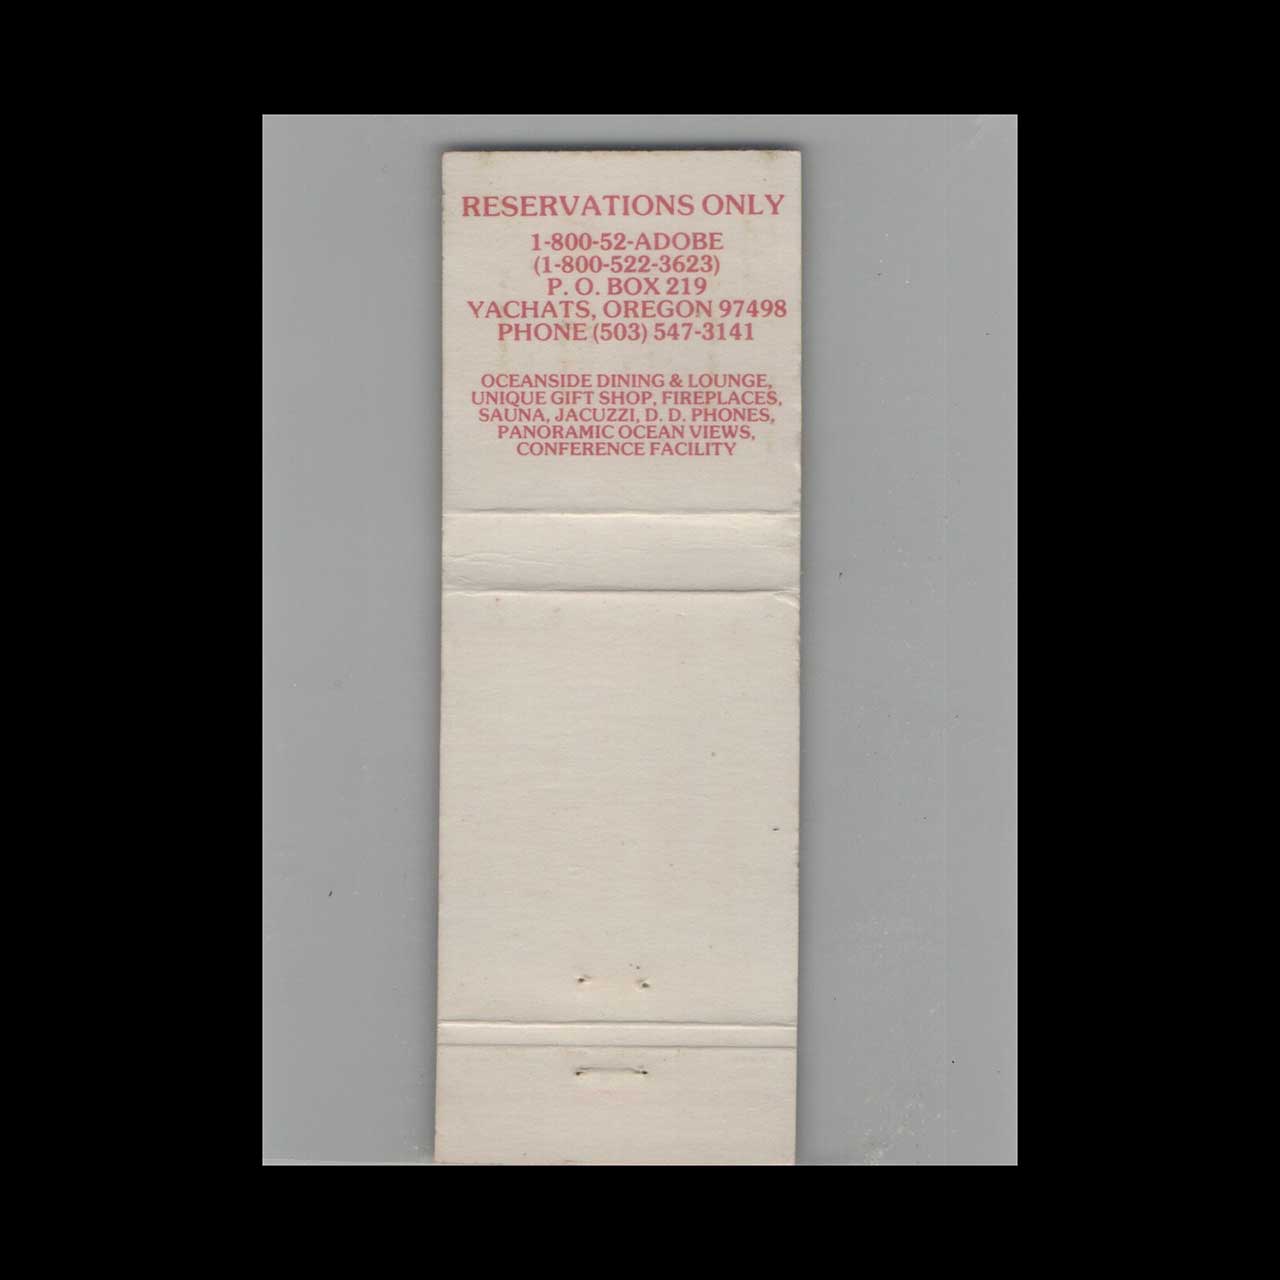 RESERVATIONS ONLY
1-800-52-ADOBE
(1-800-522-3623)
P. O. BOX 219
YACHATS, OREGON 97498
PHONE (503) 547-3141
OCEANSIDE DINING & LOUNGE,
UNIQUE GIFT SHOP, FIREPLACES,
SAUNA, JACUZZI, D. D. PHONES,
PANORAMIC OCEAN VIEWS,
CONFERENCE FACILITY